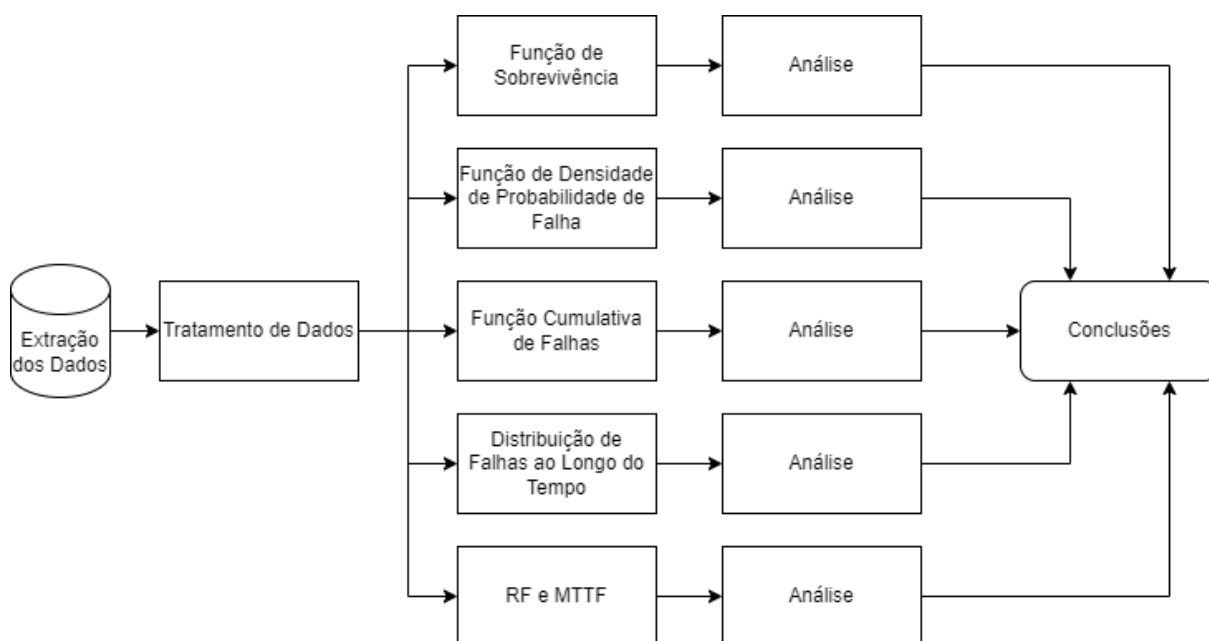 Extração
dos Dados
Tratamento de Dados
Função de
Sobrevivência
Análise
Função de Densidade
de Probabilidade de
Falha
Análise
Função Cumulativa
de Falhas
Análise
Distribuição de
Falhas ao Longo do
Tempo
Análise
RF e MTTF
Análise
Conclusões